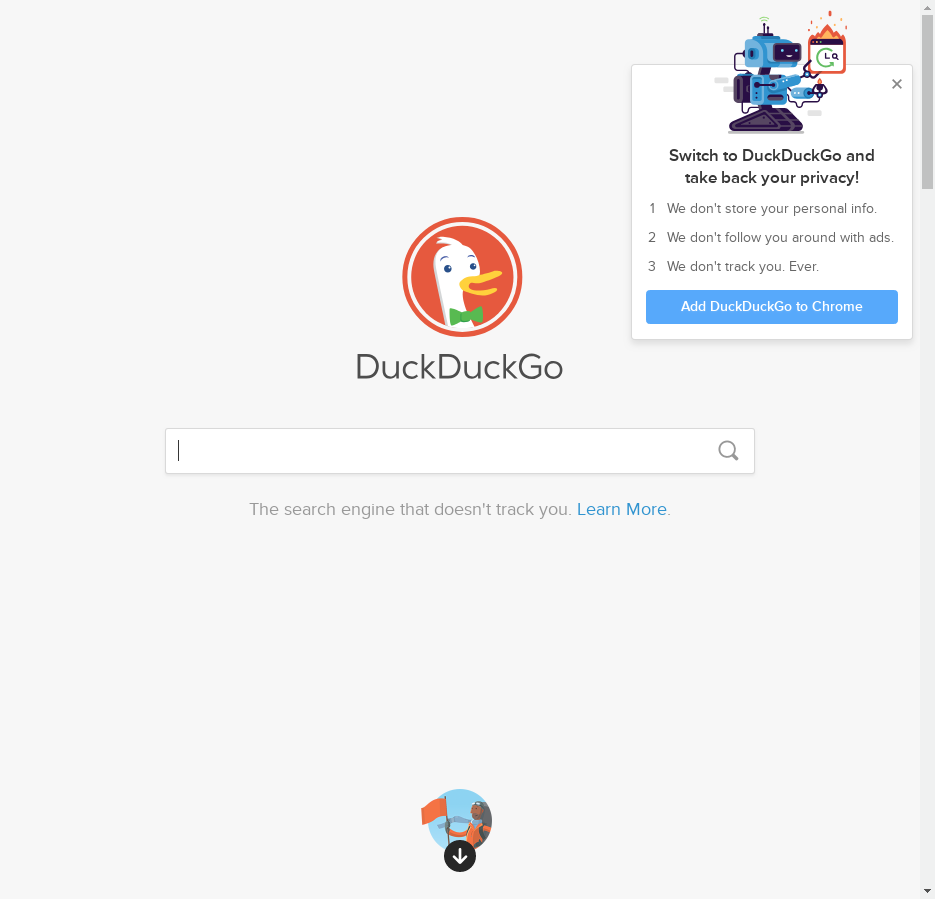 Switch to DuckDuckGo and
take back your privacy!
1 We don't store your personal info.
2 We don't follow you around with ads.
3 We don't track you. Ever.
Add DuckDuckGo to Chrome
DuckDuckGo
The search engine that doesn't track you. Learn More.